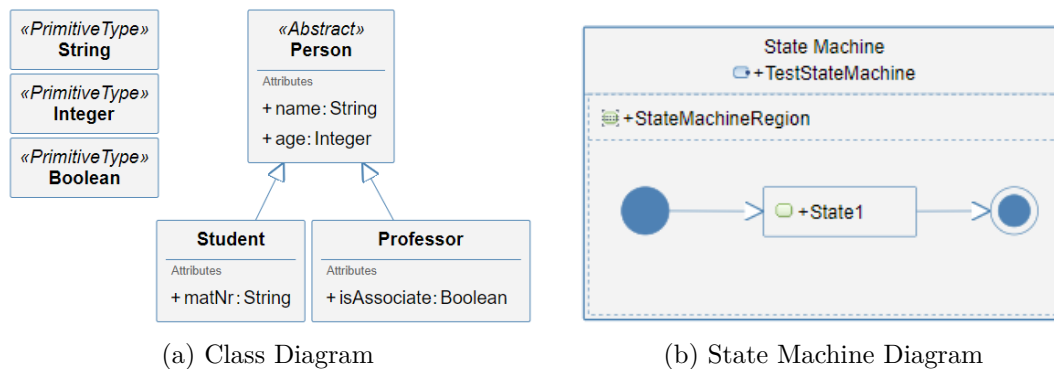 «PrimitiveType»
String
«PrimitiveType»
Integer
«PrimitiveType»
Boolean
«Abstract»
Person
Attributes
+ name: String
+ age: Integer
Student
Attributes
+ matNr: String
Professor
Attributes
+ isAssociate: Boolean
(a) Class Diagram
State Machine
+TestStateMachine
+StateMachineRegion
+State1
(b) State Machine Diagram